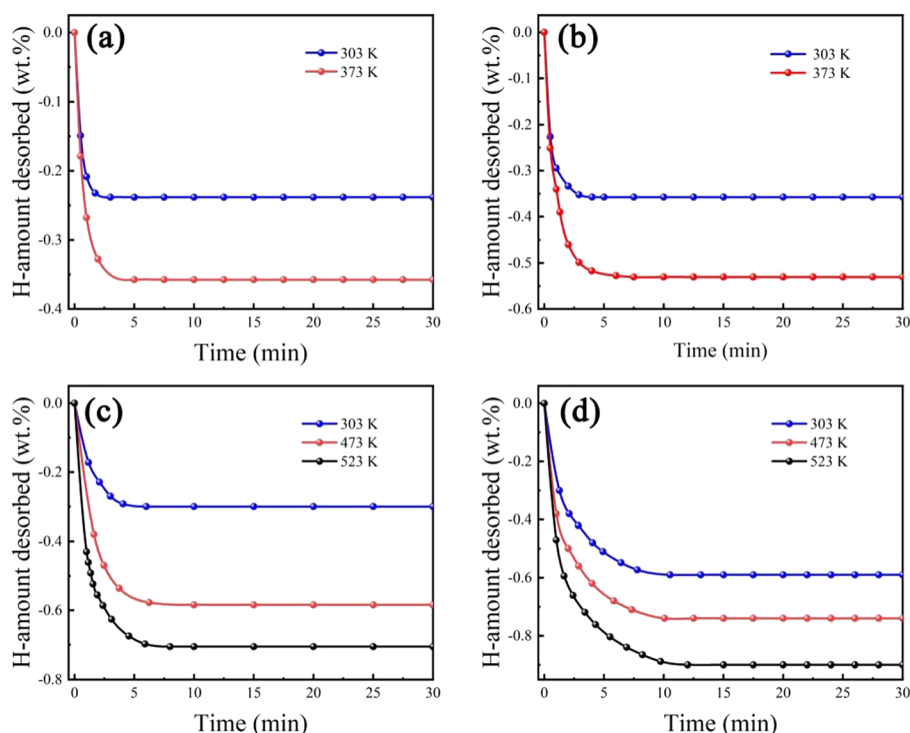 (a)
303 K
373 K
H-amount desorbed (wt.%)
0.0
-0.1
-0.2
-0.3
-0.4
0 5 10 15 20 25 30
Time (min)
(b)
303 K
373 K
H-amount desorbed (wt.%)
0.0
-0.1
-0.2
-0.3
-0.4
-0.5
-0.6
0 5 10 15 20 25 30
Time (min)
(c)
303 K
473 K
523 K
H-amount desorbed (wt.%)
0.0
-0.2
-0.4
-0.6
-0.8
0 5 10 15 20 25 30
Time (min)
(d)
303 K
473 K
523 K
H-amount desorbed (wt.%)
0.0
-0.2
-0.4
-0.6
-0.8
0 5 10 15 20 25 30
Time (min)